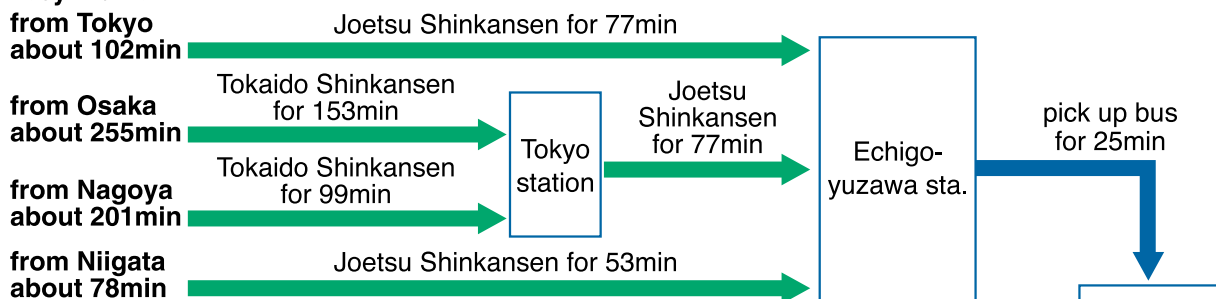 from Tokyo
about 102min
Joetsu Shinkansen for 77min
from Osaka
about 255min
Tokaido Shinkansen
for 153min
from Nagoya
about 201min
Tokaido Shinkansen
for 99min
Tokyo
station
Joetsu
Shinkansen
for 77min
from Niigata
about 78min
Joetsu Shinkansen for 53min
Echigo-
yuzawa sta.
pick up bus
for 25min